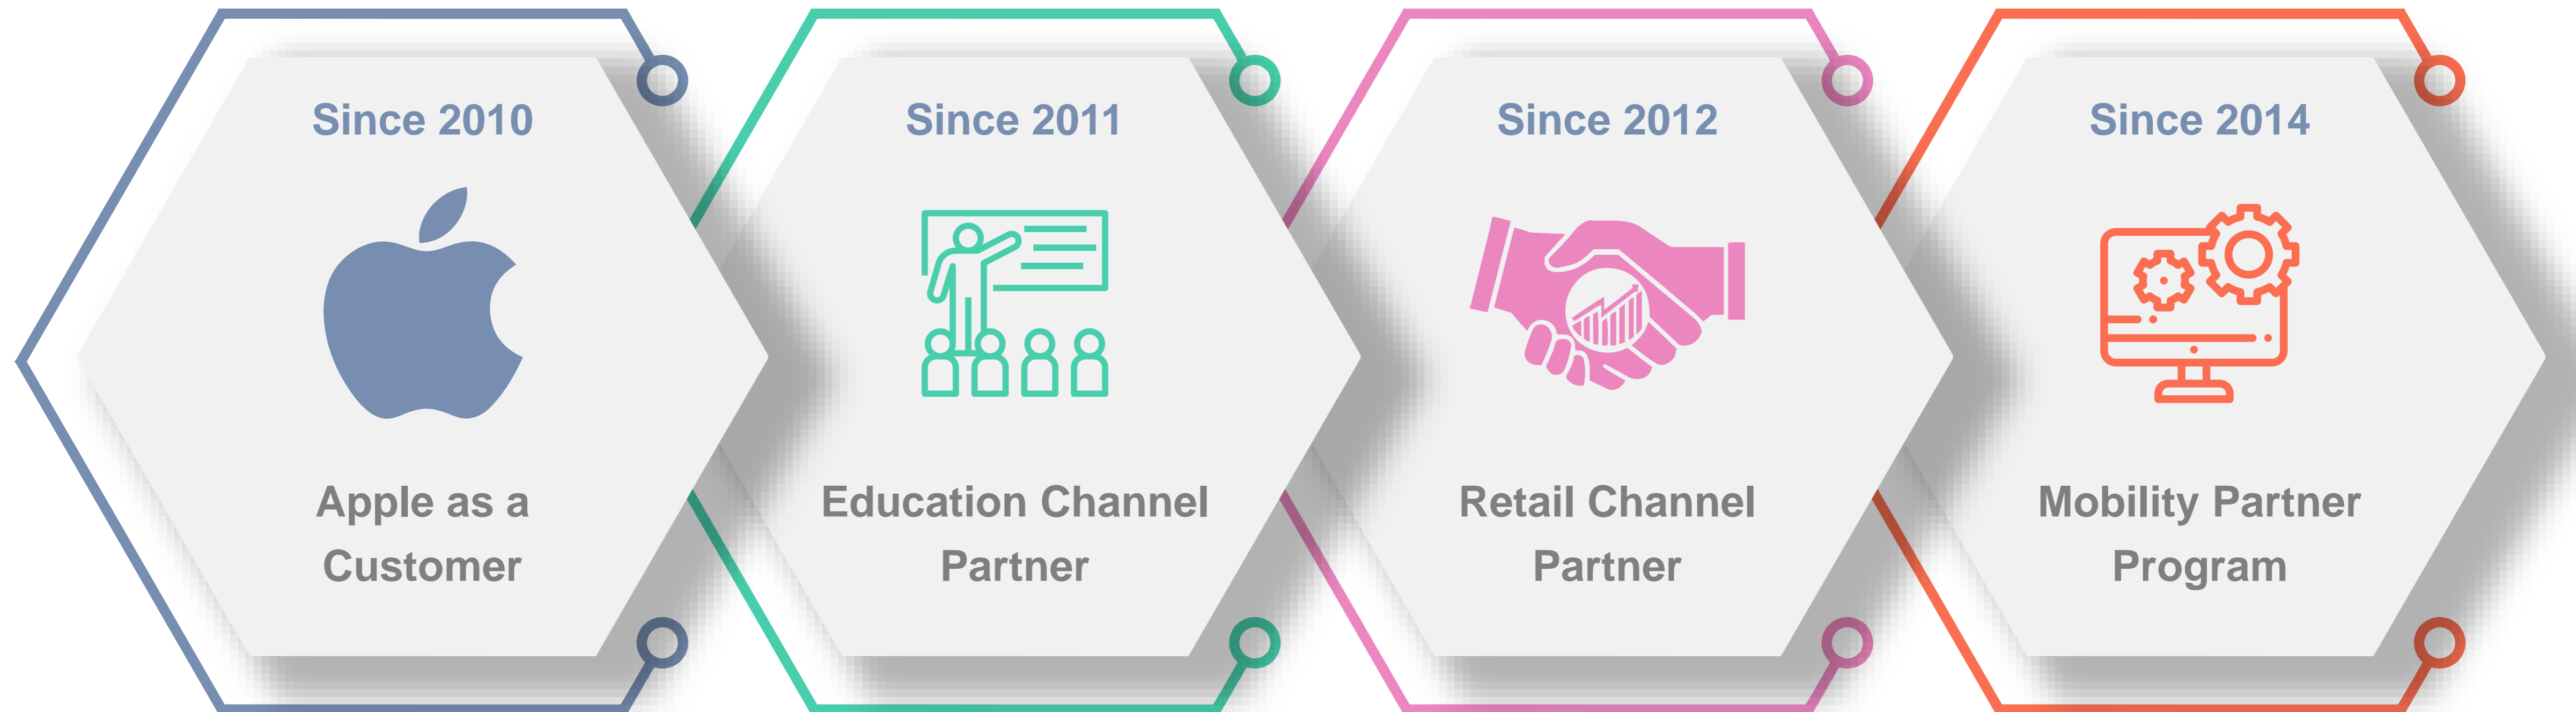 Since 2010
Apple as a
Customer
Since 2011
Education Channel
Partner
Since 2012
Retail Channel
Partner
Since 2014
Mobility Partner
Program